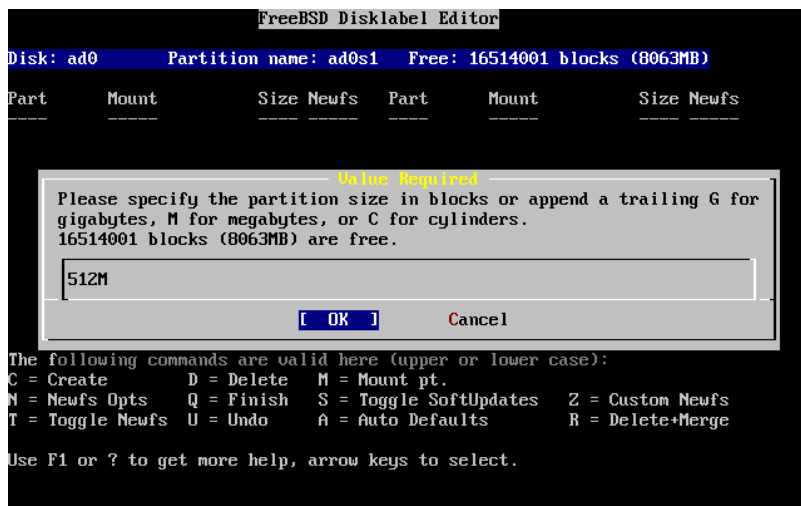 FreeBSD Disklabel Editor
Disk: ad0 Partition name: ad0s1 Free: 16514001 blocks (8063MB)
Part Mount Size Newfs Part Mount Size Newfs
---- ----- ---- ----- ---- ----- ---- -----
Value Required
Please specify the partition size in blocks or append a trailing G for
gigabytes, M for megabytes, or C for cylinders.
16514001 blocks (8063MB) are free.
512M
[ OK ] Cancel
The following commands are valid here (upper or lower case):
C = Create D = Delete M = Mount pt.
N = Newfs Opts Q = Finish S = Toggle SoftUpdates Z = Custom Newfs
T = Toggle Newfs U = Undo A = Auto Defaults R = Delete+Merge
Use F1 or ? to get more help, arrow keys to select.